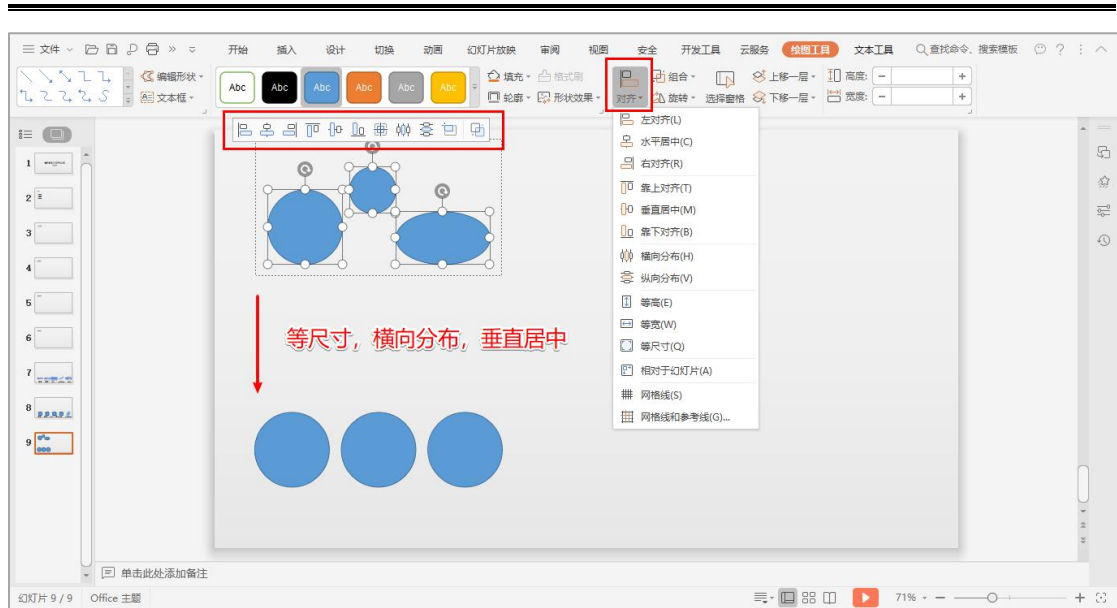 文件 开始 插入 设计 切换 动画 幻灯片放映 审阅 视图 安全 开发工具 云服务 绘图工具 文本工具 查找命令、搜索模板
编辑形状 Abc Abc Abc Abc Abc Abc 填充 格式刷 组合 上移一层 高度:
文本框 轮廓 形状效果 对齐 旋转 选择窗格 下移一层 宽度:
左对齐(L)
水平居中(C)
右对齐(R)
靠上对齐(T)
垂直居中(M)
靠下对齐(B)
横向分布(H)
纵向分布(V)
等高(E)
等宽(W)
等尺寸(Q)
相对于幻灯片(A)
网格线(S)
网格线和参考线(G)...
1
2
3
4
5
6
7
8
9
等尺寸，横向分布，垂直居中
单击此处添加备注
幻灯片 9 / 9 Office 主题 71%